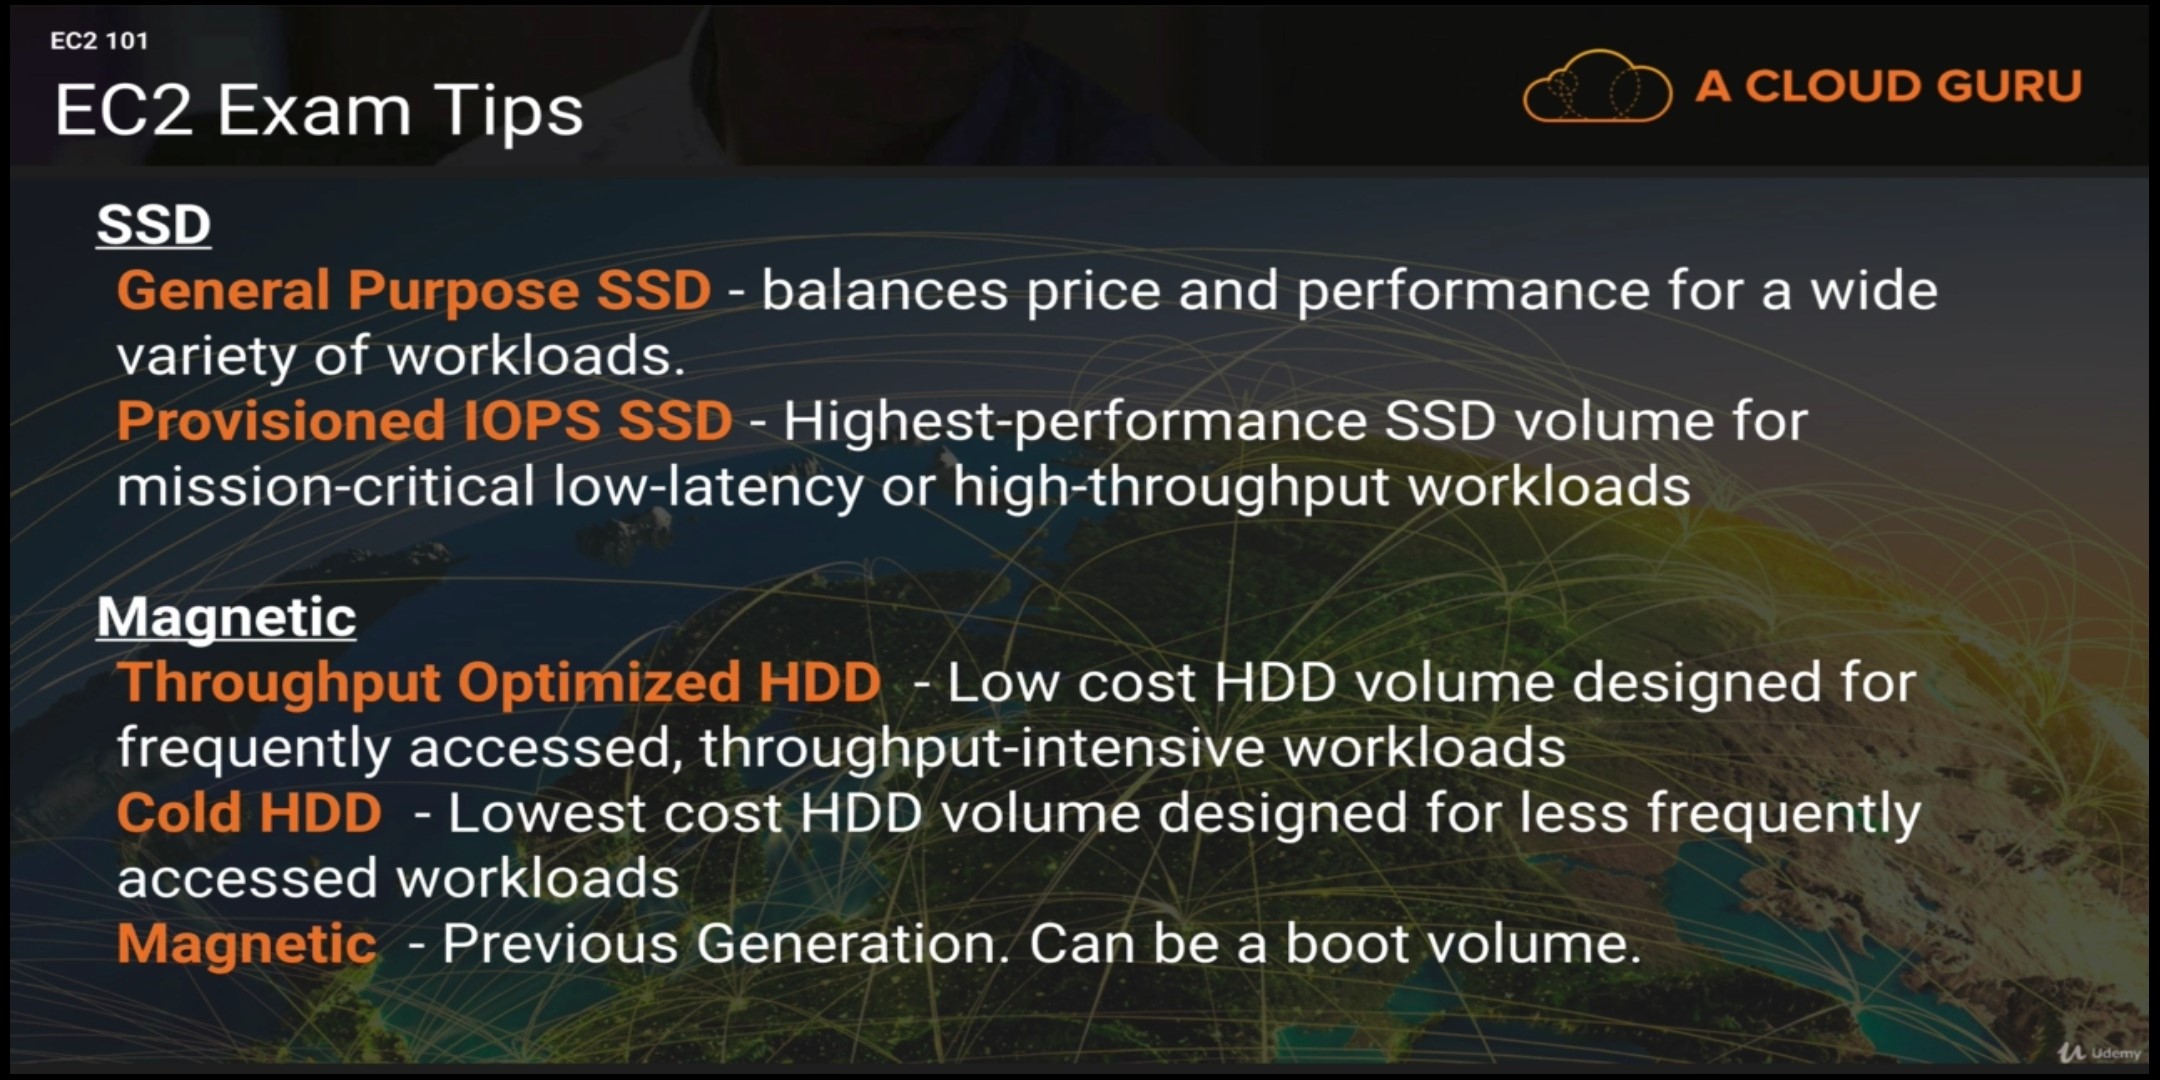 EC2 101
EC2 Exam Tips
A CLOUD GURU
SSD
General Purpose SSD - balances price and performance for a wide
variety of workloads.
Provisioned IOPS SSD - Highest-performance SSD volume for
mission-critical low-latency or high-throughput workloads
Magnetic
Throughput Optimized HDD - Low cost HDD volume designed for
frequently accessed, throughput-intensive workloads
Cold HDD - Lowest cost HDD volume designed for less frequently
accessed workloads
Magnetic - Previous Generation. Can be a boot volume.
Udemy